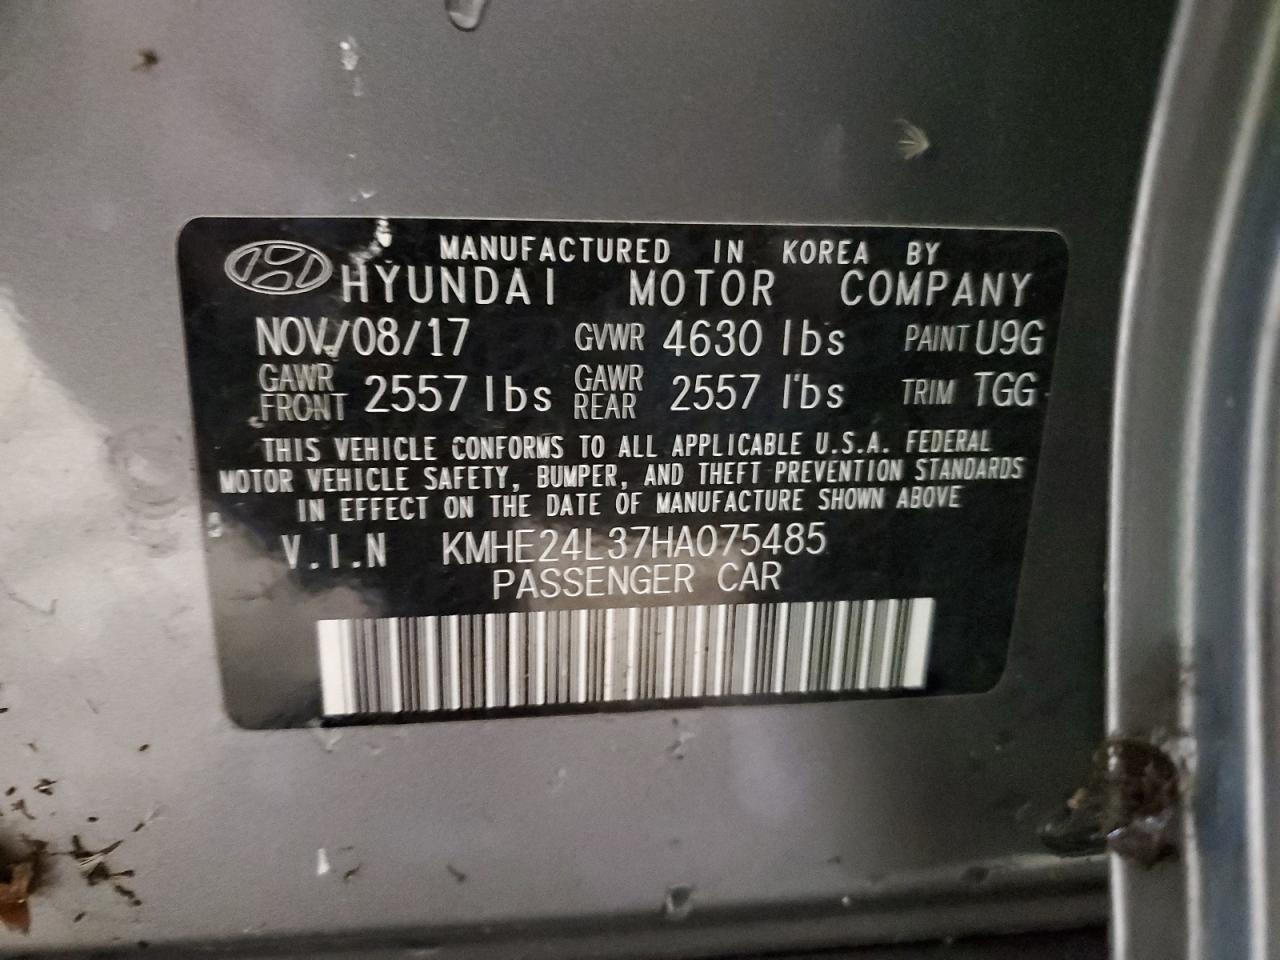 MANUFACTURED IN KOREA BY
HYUNDAI MOTOR COMPANY
NOV/08/17 GVWR 4630 lbs PAINT U9G
GAWR FRONT 2557 lbs GAWR REAR 2557 lbs TRIM TGG
THIS VEHICLE CONFORMS TO ALL APPLICABLE U.S.A. FEDERAL
MOTOR VEHICLE SAFETY, BUMPER, AND THEFT PREVENTION STANDARDS
IN EFFECT ON THE DATE OF MANUFACTURE SHOWN ABOVE
V.I.N KMHE24L37HA075485
PASSENGER CAR